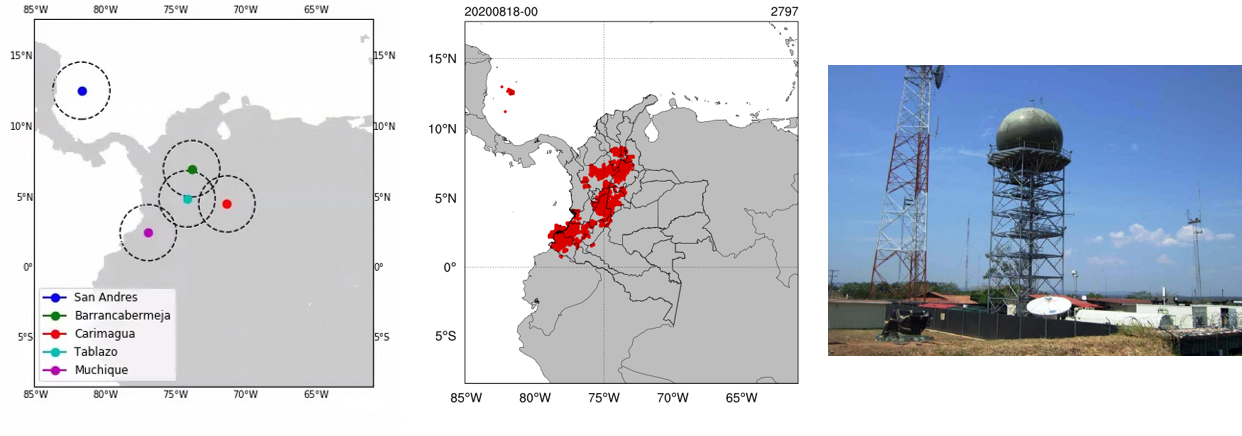 85°W 80°W 75°W 70°W 65°W
15°N 15°N
10°N 10°N
5°N 5°N
0° 0°
5°S 5°S
San Andres
Barrancabermeja
Carimagua
Tablazo
Muchique
85°W 80°W 75°W 70°W 65°W
20200818-00 2797
15°N
10°N
5°N
0°
5°S
85°W 80°W 75°W 70°W 65°W